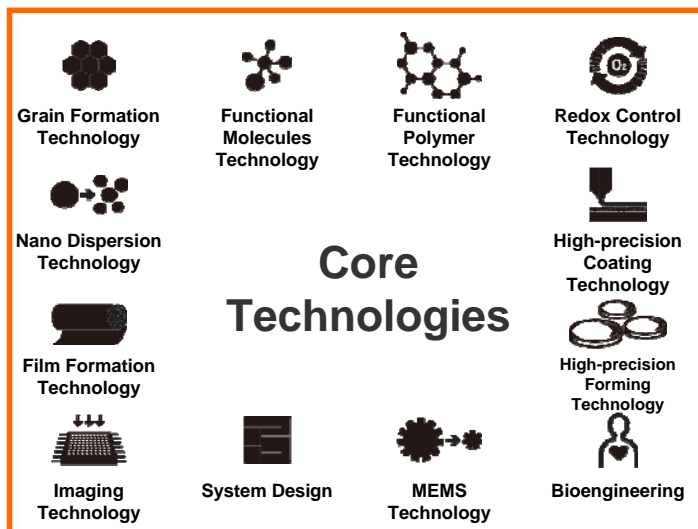 O₂
Grain Formation
Technology
Functional
Molecules
Technology
Functional
Polymer
Technology
Redox Control
Technology
Nano Dispersion
Technology
Core
Technologies
High-precision
Coating
Technology
Film Formation
Technology
High-precision
Forming
Technology
Imaging
Technology
System Design
MEMS
Technology
Bioengineering